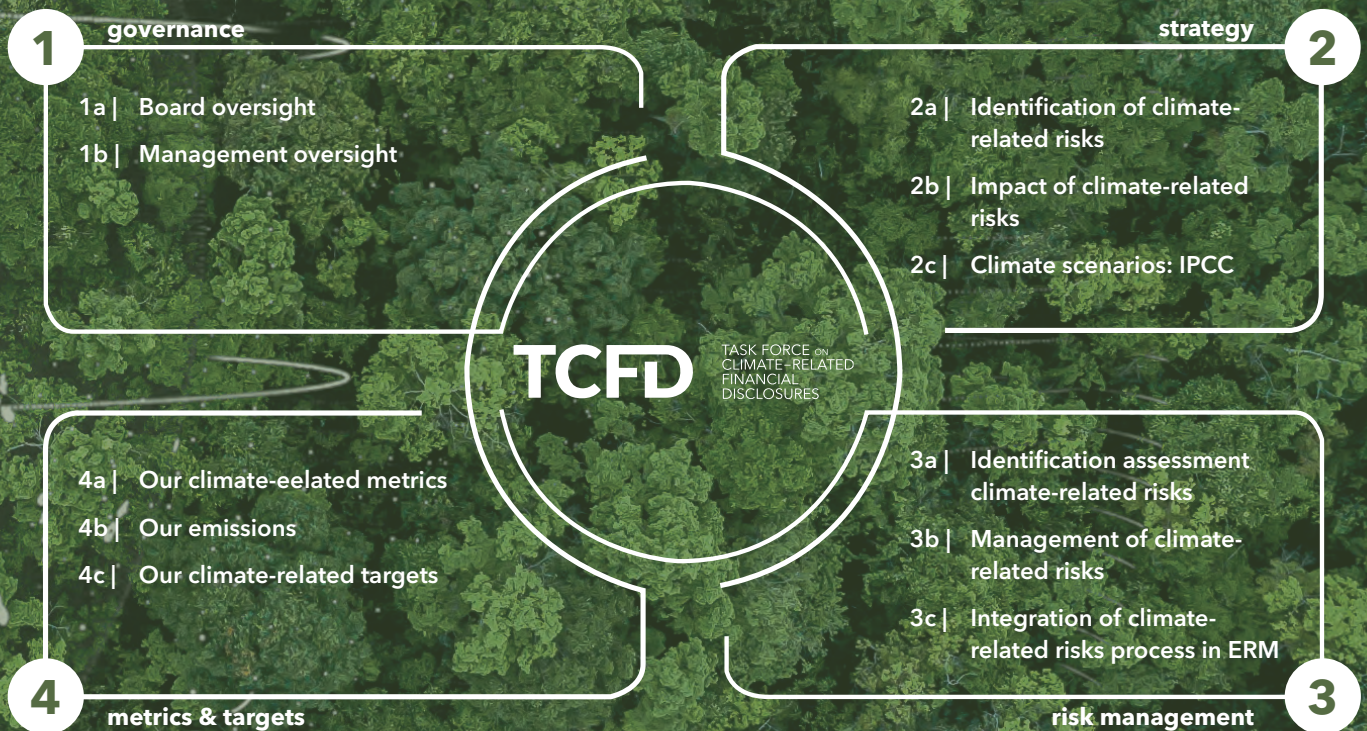 1
governance
1a | Board oversight
1b | Management oversight
2
strategy
2a | Identification of climate-
related risks
2b | Impact of climate-related
risks
2c | Climate scenarios: IPCC
TCFD
TASK FORCE ON
CLIMATE-RELATED
FINANCIAL
DISCLOSURES
3a | Identification assessment
climate-related risks
3b | Management of climate-
related risks
3c | Integration of climate-
related risks process in ERM
3
risk management
4a | Our climate-eelated metrics
4b | Our emissions
4c | Our climate-related targets
4
metrics & targets